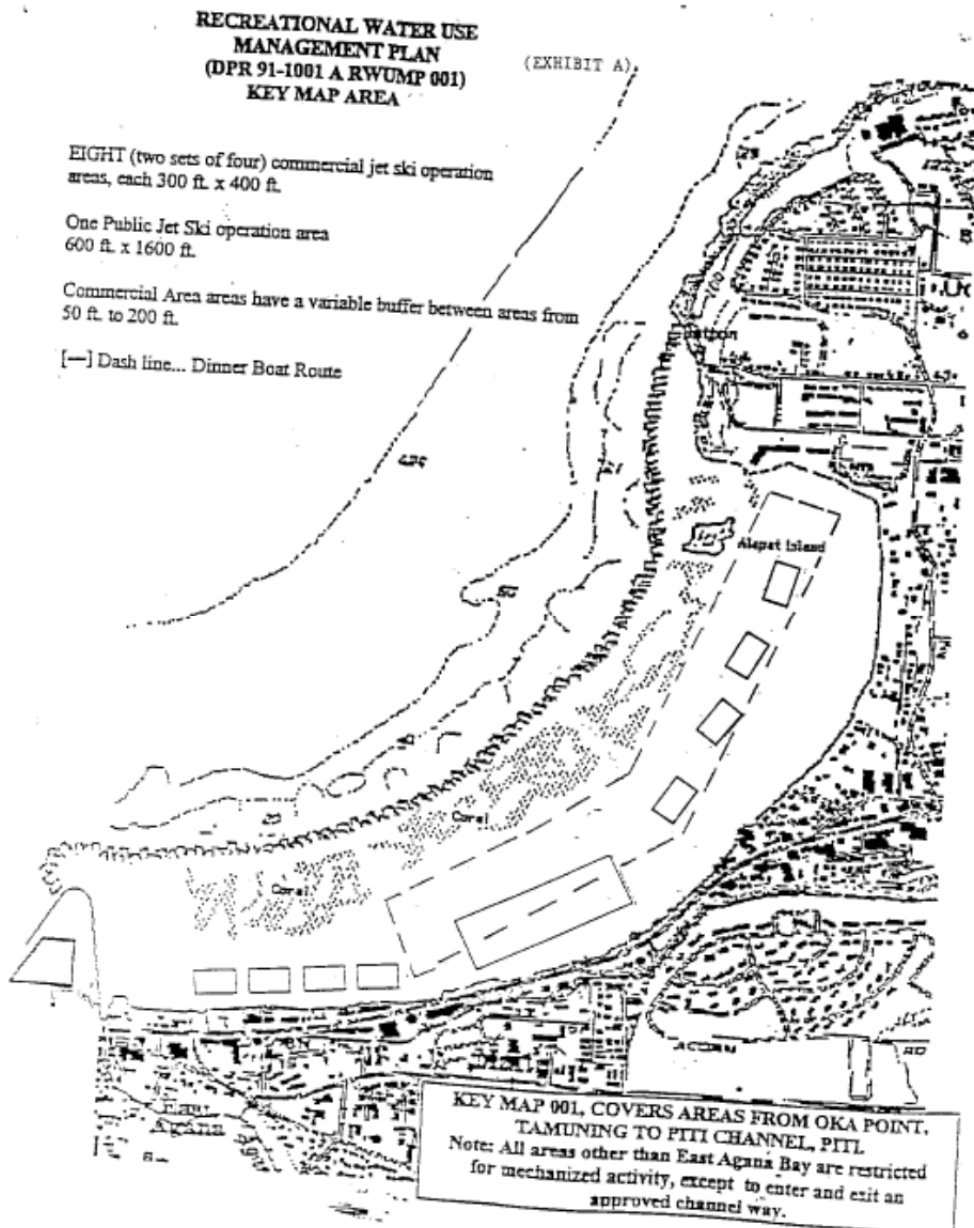 RECREATIONAL WATER USE
MANAGEMENT PLAN
(DPR 91-1001 A RWUMP 001)
KEY MAP AREA
(EXHIBIT A).
EIGHT (two sets of four) commercial jet ski operation
areas, each 300 ft. x 400 ft.
One Public Jet Ski operation area
600 ft. x 1600 ft.
Commercial Area areas have a variable buffer between areas from
50 ft. to 200 ft.
[—] Dash line... Dinner Boat Route
Alapat Island
Coral
Coral
East
Agana
KEY MAP 001, COVERS AREAS FROM OKA POINT,
TAMUNING TO PITI CHANNEL, PITI.
Note: All areas other than East Agana Bay are restricted
for mechanized activity, except to enter and exit an
approved channel way.